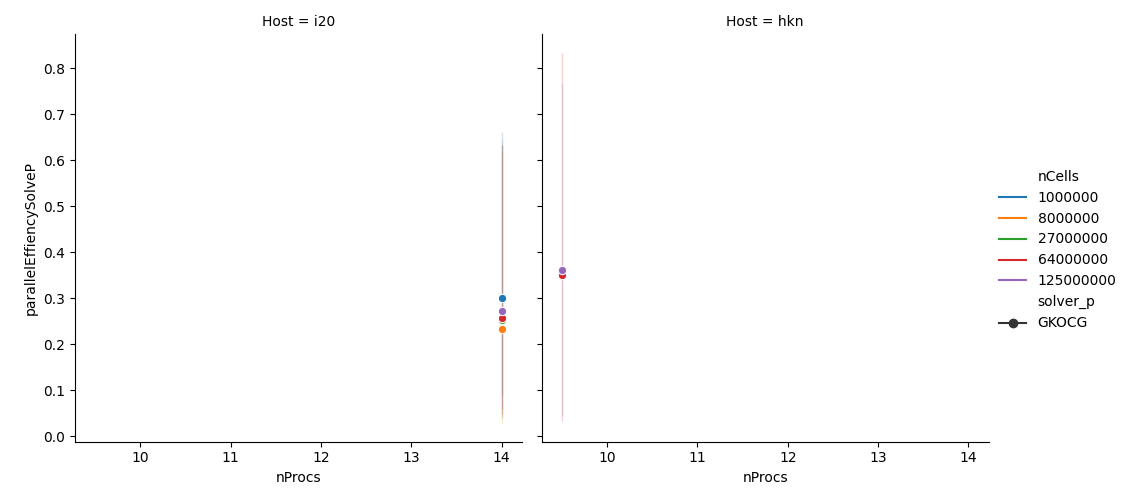 Host = i20
Host = hkn
parallelEffiencySolveP
0.8
0.7
0.6
0.5
0.4
0.3
0.2
0.1
0.0
10 11 12 13 14
10 11 12 13 14
nProcs
nProcs
nCells
1000000
8000000
27000000
64000000
125000000
solver_p
GKOCG